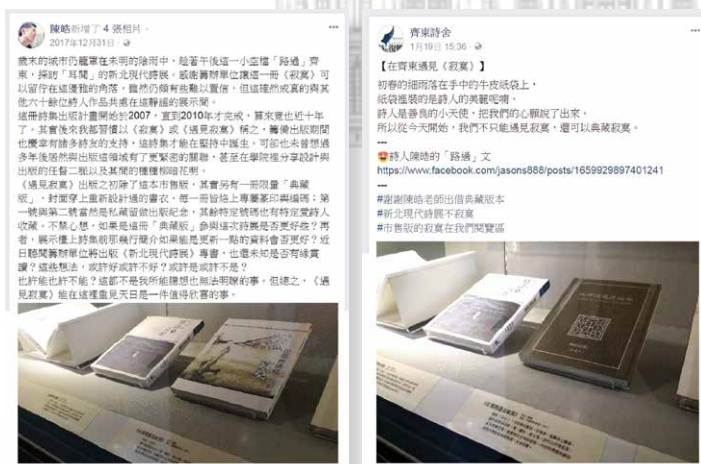 陳皓新增了 4 張相片。
2017年12月31日
歲末的城市仍籠罩在未明的陰雨中，趁著午後這一小空檔「路過」齊
東，採訪「耳聞」的新北現代詩展。感謝籌辦單位讓這一冊《寂寞》可
以留佇在這優雅的角落，雖然仍頗有些難以置信，但這確然成真的與其
他六十餘位詩人作品共處在這靜謐的展示間。
這冊詩集出版計畫開始於2007，直到2010年才完成，算來竟也近十年
了。其實後來我都習慣以《寂寞》或《遇見寂寞》稱之，籌備出版期間
也慶幸有諸多詩友的支持，這詩集才能在堅持中誕生。可卻也未曾想過
多年後居然與出版這領域有了更緊密的關聯，甚至在學院裡分享設計與
出版的任督二脈以及其間的種種柳暗花明。
《遇見寂寞》出版之初除了這本市售版，其實另有一冊限量「典藏
版」，封面穿上重新設計過的書衣，每一冊皆烙上專屬篆印與編碼；第
一號與第二號當然是私藏留做出版紀念，其餘特定號碼也有特定愛詩人
收藏。不禁心想，如果是這冊「典藏版」參與這次詩展是否更好些？再
者，展示櫃上詩集前那幾行簡介如果能是更新一點的資料會否更好？近
日聽聞籌辦單位將出版《新北現代詩展》專書，也還未知是否有緣賞
讀？這些想法，或許好或許不好？或許是或許不是？
也許能也許不能？這都不是我所能臆想也無法明瞭的事。但總之，《遇
見寂寞》能在這裡重見天日是一件值得欣喜的事。
齊東詩舍
1月19日 15:36
【在齊東遇見《寂寞》】
初春的細雨落在手中的牛皮紙袋上，
紙袋裡裝的是詩人的美麗呢喃。
詩人是善良的小天使，把我們的心願說了出來。
所以從今天開始，我們不只能遇見寂寞，還可以典藏寂寞。
---
詩人陳皓的「路過」文
https://www.facebook.com/jasons888/posts/1659929897401241
---
#謝謝陳皓老師出借典藏版本
#新北現代詩展不寂寞
#市售版的寂寞在我們閱覽區